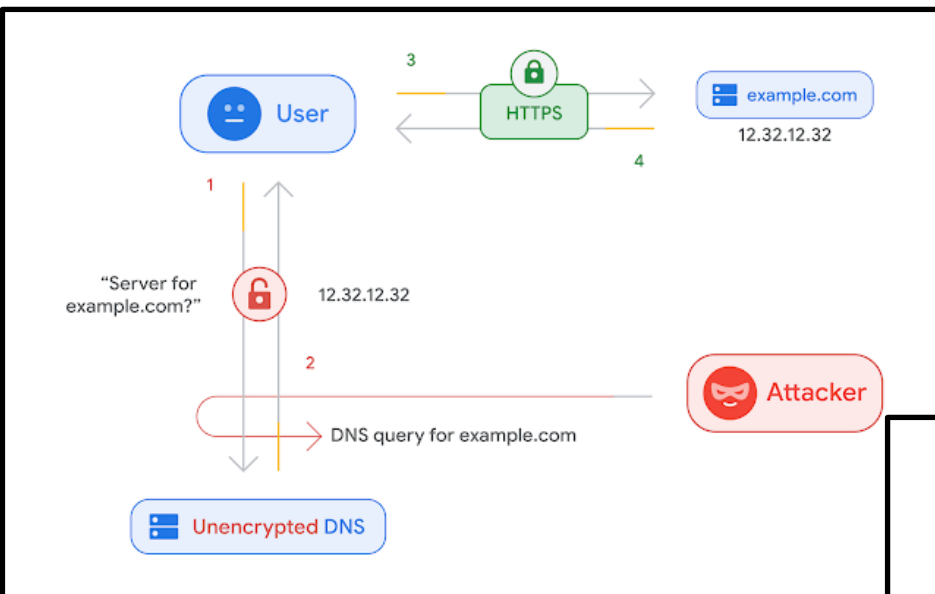 3
User
HTTPS
example.com
12.32.12.32
4
1
“Server for
example.com?”
12.32.12.32
2
Attacker
DNS query for example.com
Unencrypted DNS